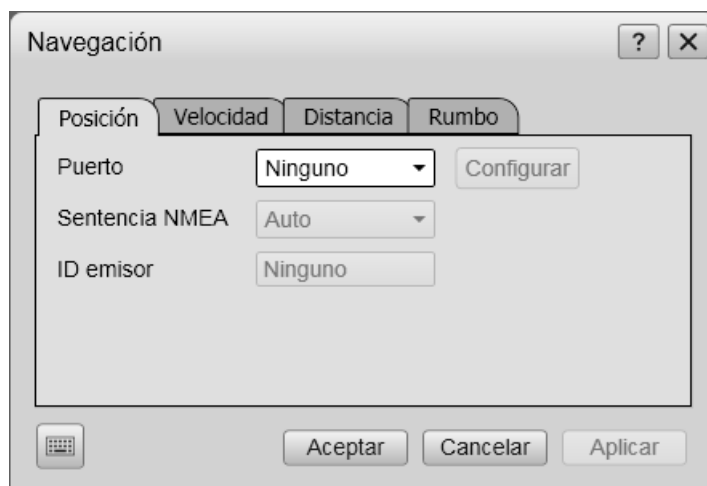 Navegación ?
Posición Velocidad Distancia Rumbo
Puerto Ninguno Configurar
Sentencia NMEA Auto
ID emisor Ninguno
Aceptar Cancelar Aplicar